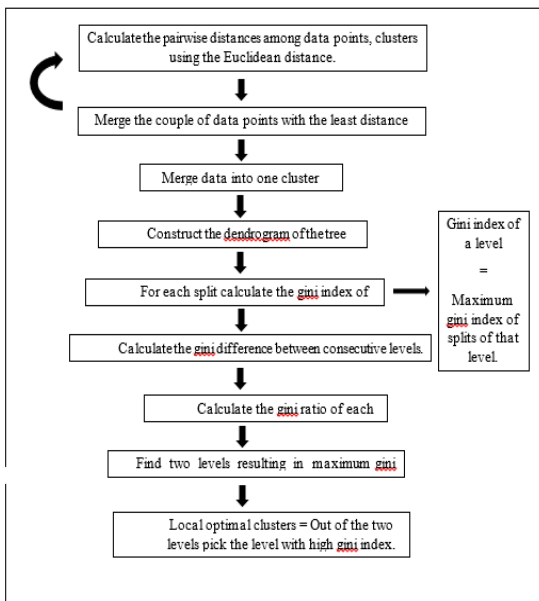 Calculate the pairwise distances among data points, clusters
using the Euclidean distance.
Merge the couple of data points with the least distance
Merge data into one cluster
Construct the dendrogram of the tree
For each split calculate the gini index of
Gini index of
a level
=
Maximum
gini index of
splits of that
level.
Calculate the gini difference between consecutive levels.
Calculate the gini ratio of each
Find two levels resulting in maximum gini
Local optimal clusters = Out of the two
levels pick the level with high gini index.